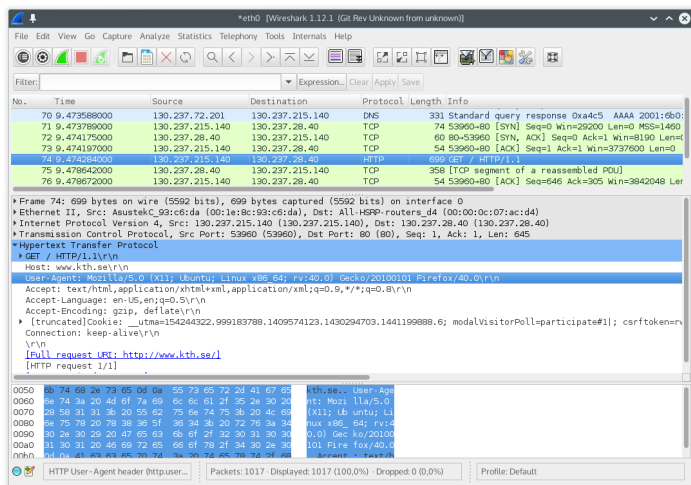 *eth0 [Wireshark 1.12.1 (Git Rev Unknown from unknown)]
File Edit View Go Capture Analyze Statistics Telephony Tools Internals Help
Filter: Expression... Clear Apply Save
No. Time Source Destination Protocol Length Info
70 9.473588000 130.237.72.201 130.237.215.140 DNS 331 Standard query response 0xa4c5 AAAA 2001:6b0:
71 9.473789000 130.237.215.140 130.237.28.40 TCP 74 53960→80 [SYN] Seq=0 Win=29200 Len=0 MSS=1460
72 9.474175000 130.237.28.40 130.237.215.140 TCP 60 80→53960 [SYN, ACK] Seq=0 Ack=1 Win=8190 Len=0
73 9.474197000 130.237.215.140 130.237.28.40 TCP 54 53960→80 [ACK] Seq=1 Ack=1 Win=3737600 Len=0
74 9.474284000 130.237.215.140 130.237.28.40 HTTP 699 GET / HTTP/1.1
75 9.478642000 130.237.28.40 130.237.215.140 TCP 358 [TCP segment of a reassembled PDU]
76 9.478672000 130.237.215.140 130.237.28.40 TCP 54 53960→80 [ACK] Seq=646 Ack=305 Win=3842048 Len
Frame 74: 699 bytes on wire (5592 bits), 699 bytes captured (5592 bits) on interface 0
Ethernet II, Src: AsustekC_93:c6:da (00:1e:8c:93:c6:da), Dst: All-HSRP-routers_d4 (00:00:0c:07:ac:d4)
Internet Protocol Version 4, Src: 130.237.215.140 (130.237.215.140), Dst: 130.237.28.40 (130.237.28.40)
Transmission Control Protocol, Src Port: 53960 (53960), Dst Port: 80 (80), Seq: 1, Ack: 1, Len: 645
Hypertext Transfer Protocol
GET / HTTP/1.1\r\n
Host: www.kth.se\r\n
User-Agent: Mozilla/5.0 (X11; Ubuntu; Linux x86_64; rv:40.0) Gecko/20100101 Firefox/40.0\r\n
Accept: text/html,application/xhtml+xml,application/xml;q=0.9,*/*;q=0.8\r\n
Accept-Language: en-US,en;q=0.5\r\n
Accept-Encoding: gzip, deflate\r\n
[truncated]Cookie: __utma=154244322.999183788.1409574123.1430294703.1441199888.6; modalVisitorPoll=participate#1|; csrftoken=rv
Connection: keep-alive\r\n
\r\n
[Full request URI: http://www.kth.se/]
[HTTP request 1/1]
0050 6b 74 68 2e 73 65 0d 0a 55 73 65 72 2d 41 67 65 kth.se.. User-Age
0060 6e 74 3a 20 4d 6f 7a 69 6c 6c 61 2f 35 2e 30 20 nt: Mozi lla/5.0
0070 28 58 31 31 3b 20 55 62 75 6e 74 75 3b 20 4c 69 (X11; Ub untu; Li
0080 6e 75 78 20 78 38 36 5f 36 34 3b 20 72 76 3a 34 nux x86_ 64; rv:4
0090 30 2e 30 29 20 47 65 63 6b 6f 2f 32 30 31 30 30 0.0) Gec ko/20100
00a0 31 30 31 20 46 69 72 65 66 6f 78 2f 34 30 2e 30 101 Fire fox/40.0
00b0 0d 0a 41 63 63 65 70 74 3a 20 74 65 78 74 2f 68 ..Accept : text/h
HTTP User-Agent header (http.user... Packets: 1017 · Displayed: 1017 (100,0%) · Dropped: 0 (0,0%) Profile: Default